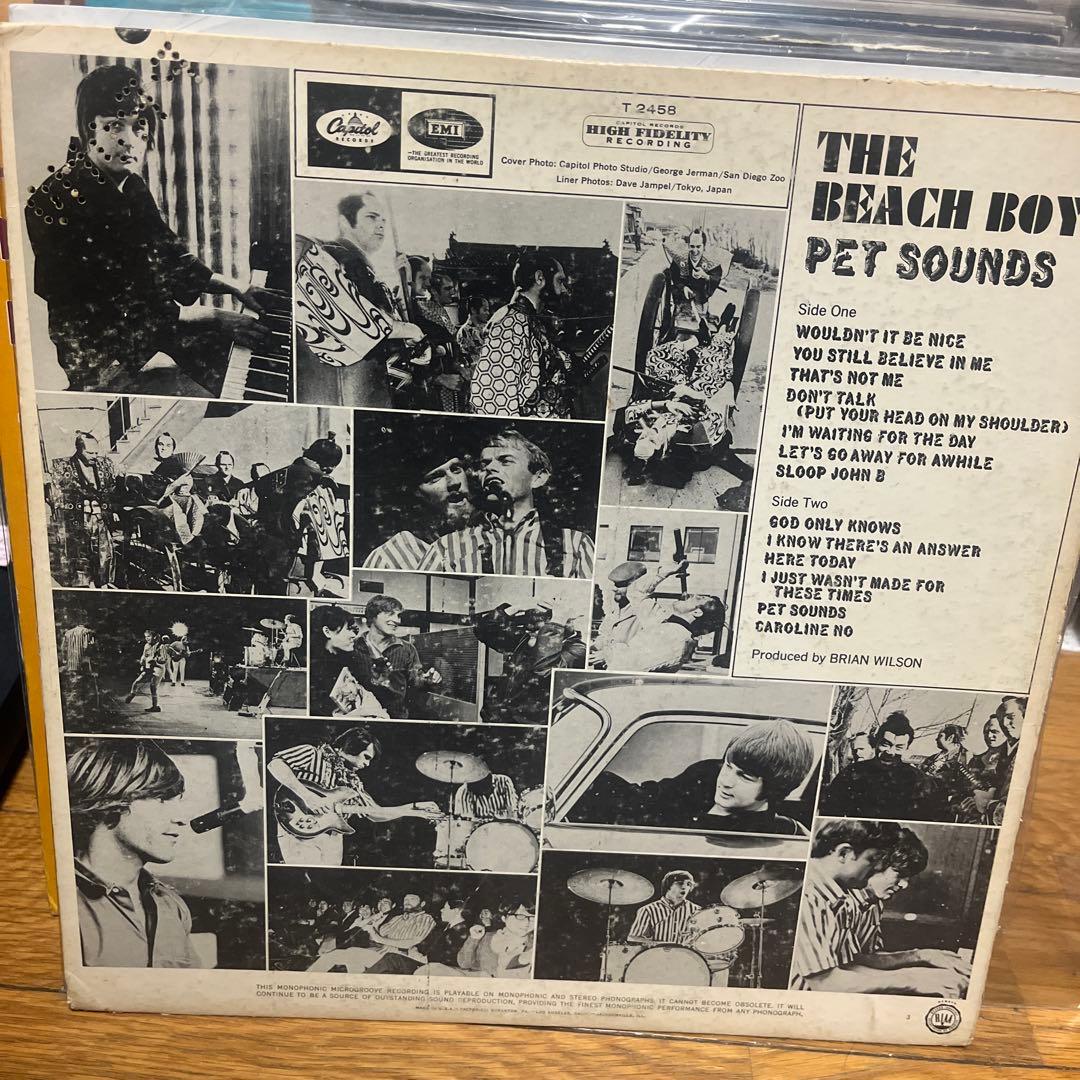 Capitol
RECORDS
EMI
—THE GREATEST RECORDING
ORGANISATION IN THE WORLD
T 2458
CAPITOL RECORDS
HIGH FIDELITY
RECORDING
Cover Photo: Capitol Photo Studio/George Jerman/San Diego Zoo
Liner Photos: Dave Jampel/Tokyo, Japan
THE
BEACH BOY
PET SOUNDS
Side One
WOULDN'T IT BE NICE
YOU STILL BELIEVE IN ME
THAT'S NOT ME
DON'T TALK
(PUT YOUR HEAD ON MY SHOULDER)
I'M WAITING FOR THE DAY
LET'S GO AWAY FOR AWHILE
SLOOP JOHN B
Side Two
GOD ONLY KNOWS
I KNOW THERE'S AN ANSWER
HERE TODAY
I JUST WASN'T MADE FOR
THESE TIMES
PET SOUNDS
CAROLINE NO
Produced by BRIAN WILSON
THIS MONOPHONIC MICROGROOVE RECORDING IS PLAYABLE ON MONOPHONIC AND STEREO PHONOGRAPHS. IT CANNOT BECOME OBSOLETE. IT WILL
CONTINUE TO BE A SOURCE OF OUTSTANDING SOUND REPRODUCTION, PROVIDING THE FINEST MONOPHONIC PERFORMANCE FROM ANY PHONOGRAPH.
3